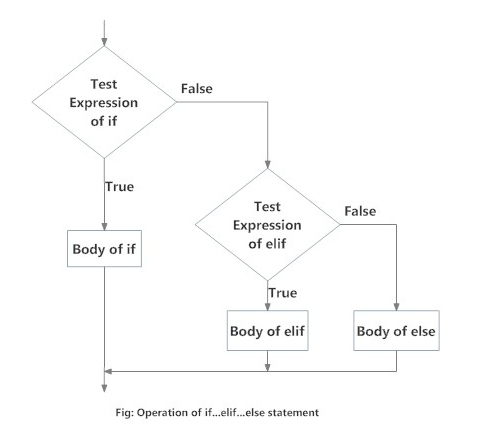 Test
Expression
of if
False
True
Body of if
Test
Expression
of elif
False
True
Body of elif
Body of else
Fig: Operation of if...elif...else statement